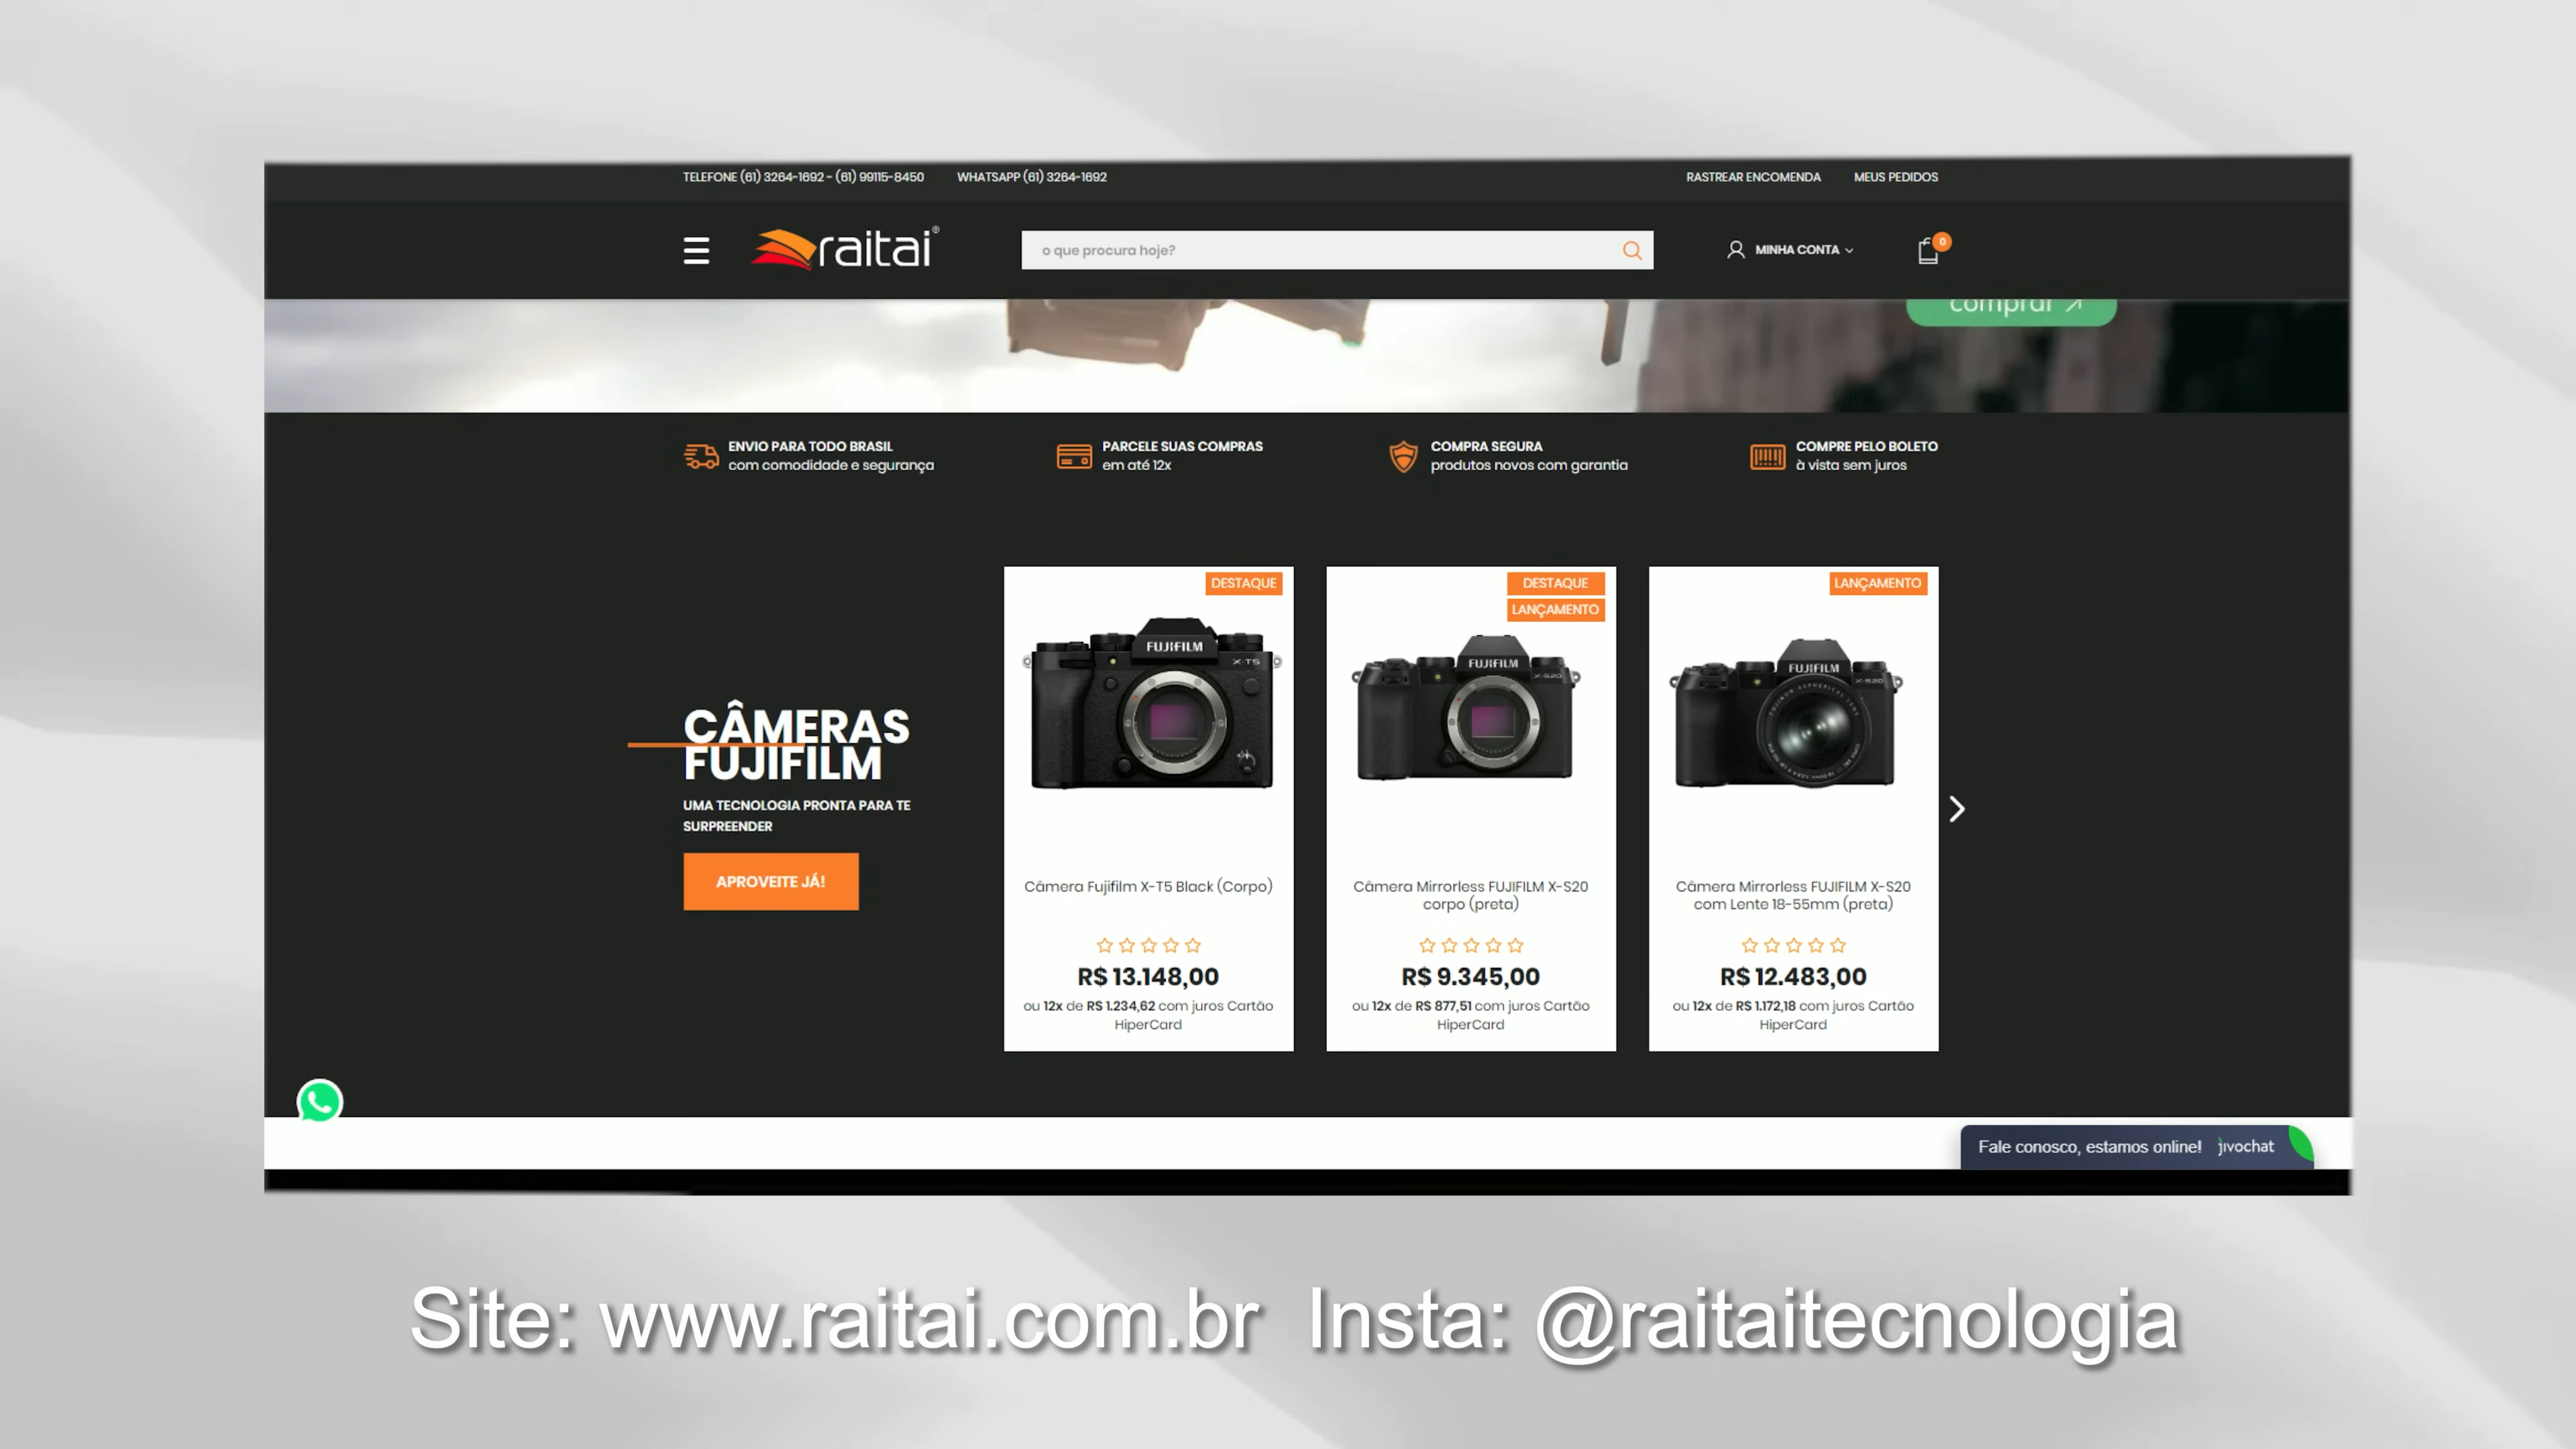 TELEFONE (61) 3264-1692 - (61) 99115-8450
WHATSAPP (61) 3264-1692
RASTREAR ENCOMENDA
MEUS PEDIDOS
raitai®
o que procura hoje?
MINHA CONTA
0
comprar
ENVIO PARA TODO BRASIL
com comodidade e segurança
PARCELE SUAS COMPRAS
em até 12x
COMPRA SEGURA
produtos novos com garantia
COMPRE PELO BOLETO
à vista sem juros
CÂMERAS
FUJIFILM
UMA TECNOLOGIA PRONTA PARA TE
SURPREENDER
APROVEITE JÁ!
DESTAQUE
FUJIFILM
X-T5
Câmera Fujifilm X-T5 Black (Corpo)
R$ 13.148,00
ou 12x de R$ 1.234,62 com juros Cartão
HiperCard
DESTAQUE
LANÇAMENTO
FUJIFILM
X-S20
Câmera Mirrorless FUJIFILM X-S20
corpo (preta)
R$ 9.345,00
ou 12x de R$ 877,51 com juros Cartão
HiperCard
LANÇAMENTO
FUJIFILM
X-S20
Câmera Mirrorless FUJIFILM X-S20
com Lente 18-55mm (preta)
R$ 12.483,00
ou 12x de R$ 1.172,18 com juros Cartão
HiperCard
Fale conosco, estamos online! jivochat
Site: www.raitai.com.br Insta: @raitaitecnologia